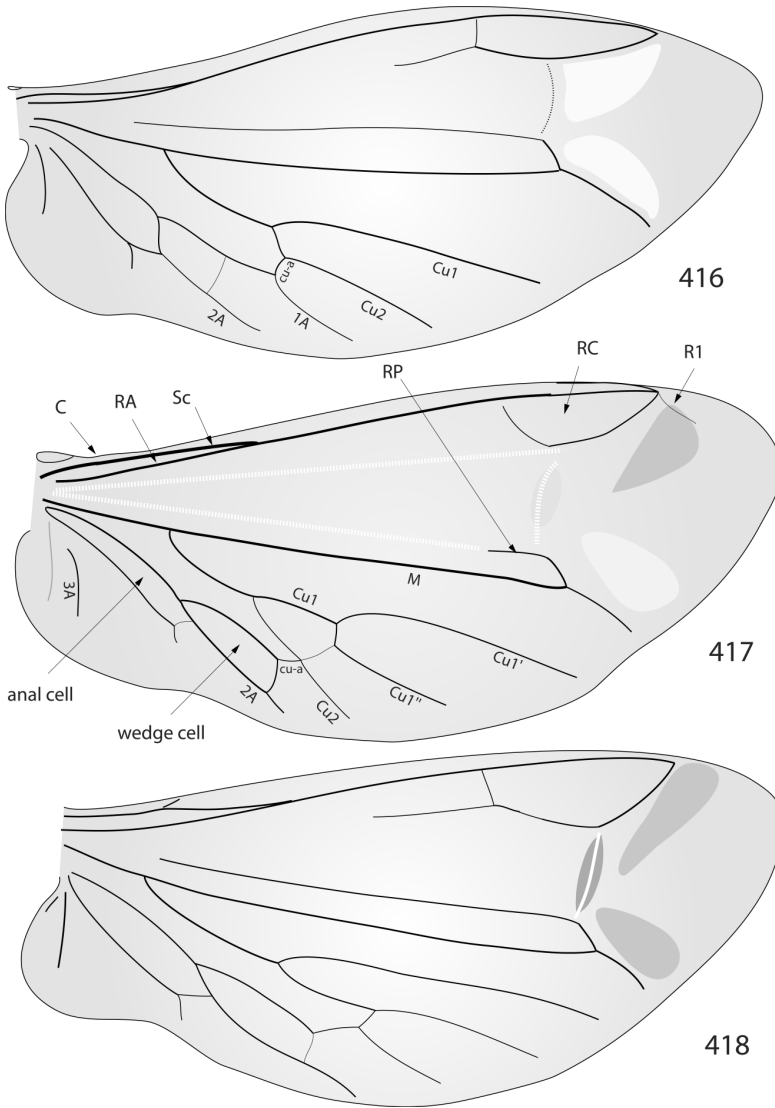 cu-a
Cu1
416
2A
1A
Cu2
RC
R1
RP
Sc
RA
C
3A
M
Cu1
Cu1'
417
cu-a
Cu1"
anal cell
2A
Cu2
wedge cell
418